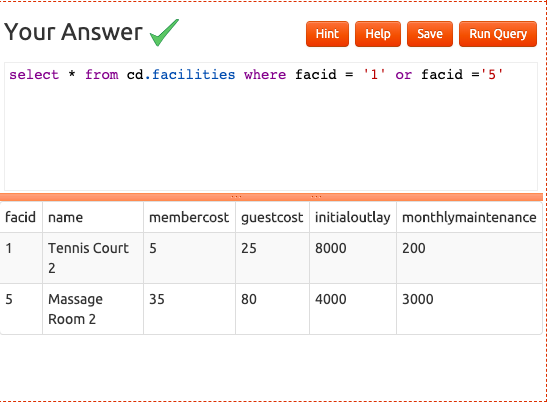 Your Answer
Hint Help Save Run Query
select * from cd.facilities where facid = '1' or facid ='5'
facid name membercost guestcost initialoutlay monthlymaintenance
1 Tennis Court 5 25 8000 200
2
5 Massage 35 80 4000 3000
Room 2